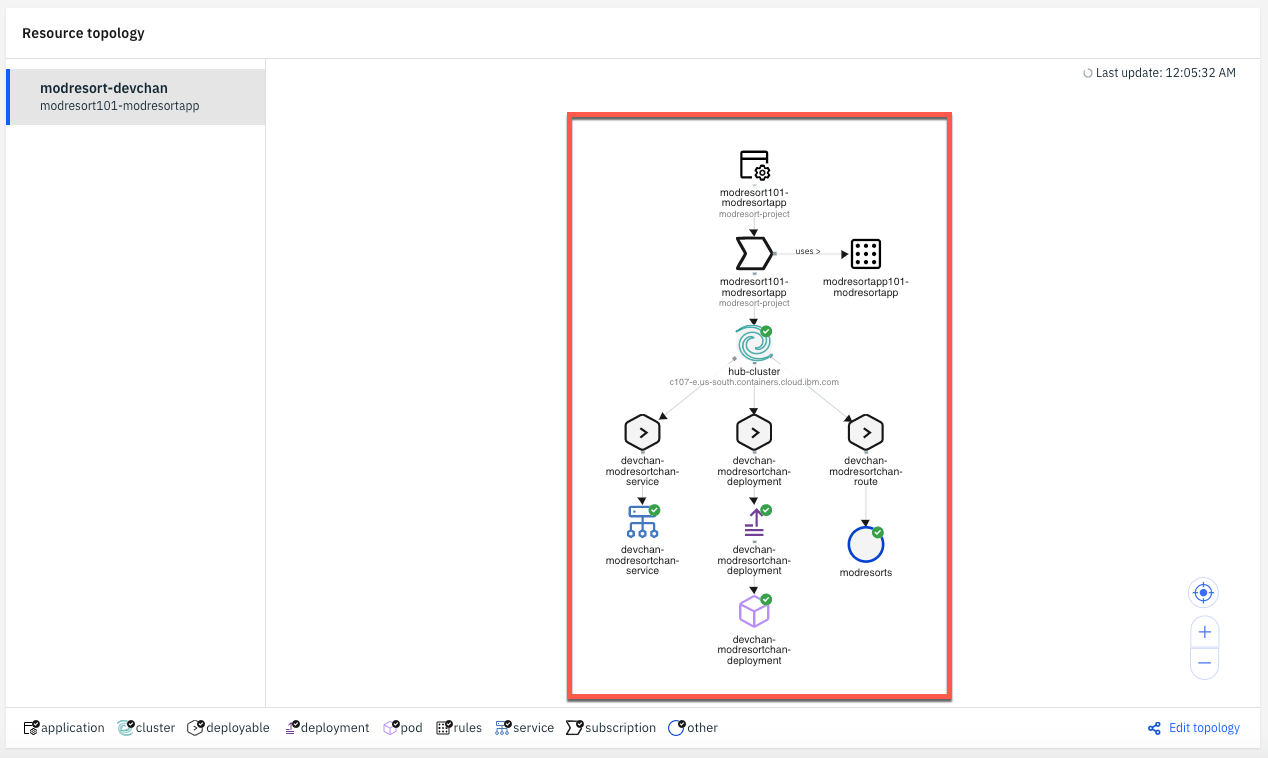 Resource topology
modresort-devchan
modresort101-modresortapp
Last update: 12:05:32 AM
modresort101-
modresortapp
modresort-project
uses >
modresort101-
modresortapp
modresort-project
modresortapp101-
modresortapp
hub-cluster
c107-e.us-south.containers.cloud.ibm.com
devchan-
modresortchan-
service
devchan-
modresortchan-
deployment
devchan-
modresortchan-
route
devchan-
modresortchan-
service
devchan-
modresortchan-
deployment
modresorts
devchan-
modresortchan-
deployment
application cluster deployable deployment pod rules service subscription other Edit topology